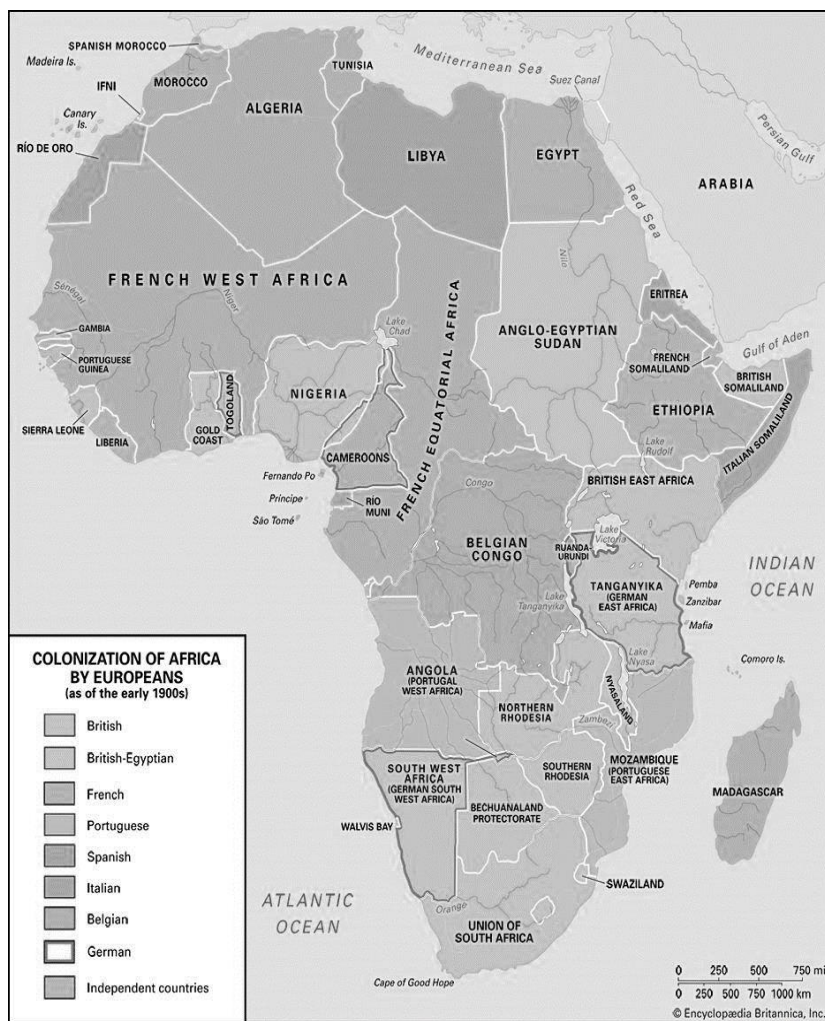 SPANISH MOROCCO
Madeira Is.
MOROCCO
TUNISIA
Mediterranean Sea
Suez Canal
IFNI
Canary
Is.
ALGERIA
LIBYA
EGYPT
Persian Gulf
RÍO DE ORO
ARABIA
Red Sea
Nile
FRENCH WEST AFRICA
Sénégal
Niger
GAMBIA
PORTUGUESE
GUINEA
Lake
Chad
ERITREA
ANGLO-EGYPTIAN
SUDAN
Gulf of Aden
FRENCH
SOMALILAND
BRITISH
SOMALILAND
NIGERIA
FRENCH EQUATORIAL AFRICA
TOGOLAND
SIERRA LEONE
LIBERIA
GOLD
COAST
ETHIOPIA
ITALIAN SOMALILAND
Lake
Rudolf
CAMEROONS
Fernando Po
Príncipe
São Tomé
RÍO
MUNI
Congo
BRITISH EAST AFRICA
BELGIAN
CONGO
RUANDA-
URUNDI
Lake
Victoria
INDIAN
OCEAN
TANGANYIKA
(GERMAN
EAST AFRICA)
Pemba
Zanzibar
Mafia
Lake
Tanganyika
Lake
Nyasa
Comoro Is.
ANGOLA
(PORTUGAL
WEST AFRICA)
NORTHERN
RHODESIA
NYASALAND
Zambezi
MOZAMBIQUE
(PORTUGUESE
EAST AFRICA)
SOUTHERN
RHODESIA
MADAGASCAR
SOUTH WEST
AFRICA
(GERMAN SOUTH
WEST AFRICA)
BECHUANALAND
PROTECTORATE
WALVIS BAY
SWAZILAND
ATLANTIC
OCEAN
Orange
UNION OF
SOUTH AFRICA
Cape of Good Hope
COLONIZATION OF AFRICA
BY EUROPEANS
(as of the early 1900s)
British
British-Egyptian
French
Portuguese
Spanish
Italian
Belgian
German
Independent countries
0 250 500 750 mi
0 250 500 750 1000 km
© Encyclopædia Britannica, Inc.